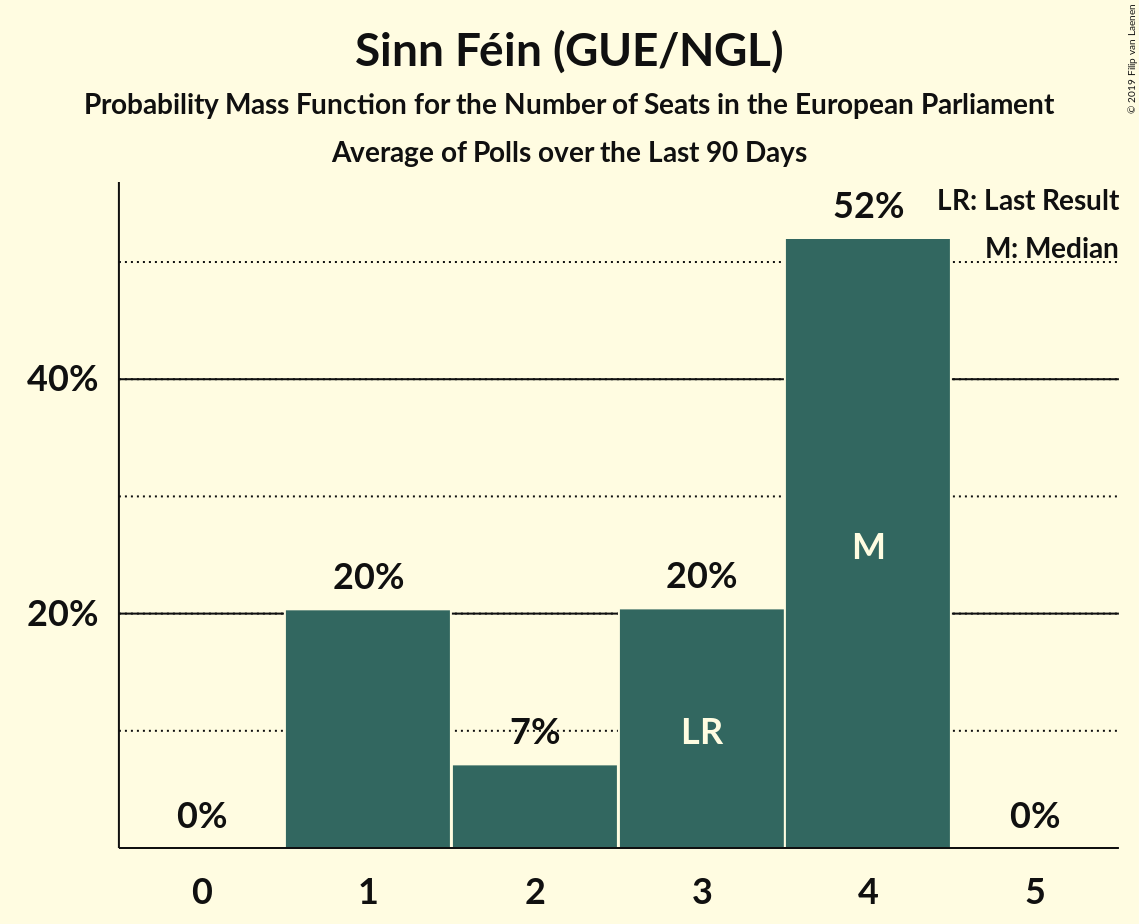 Sinn Féin (GUE/NGL)
Probability Mass Function for the Number of Seats in the European Parliament
Average of Polls over the Last 90 Days
© 2019 Filip van Laenen
LR: Last Result
M: Median
52%
40%
M
20%
20%
20%
7%
LR
0%
0%
0 1 2 3 4 5